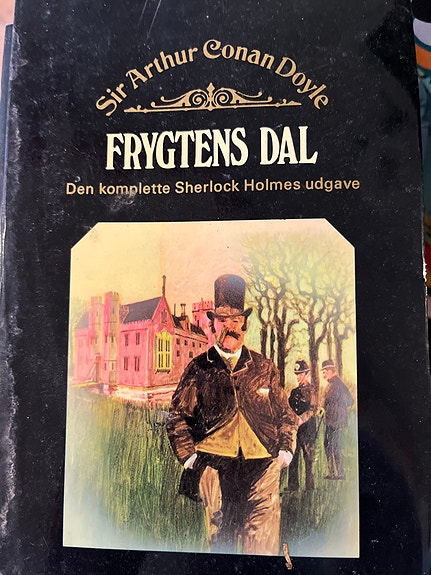 Sir Arthur Conan Doyle
FRYGTENS DAL
Den komplette Sherlock Holmes udgave